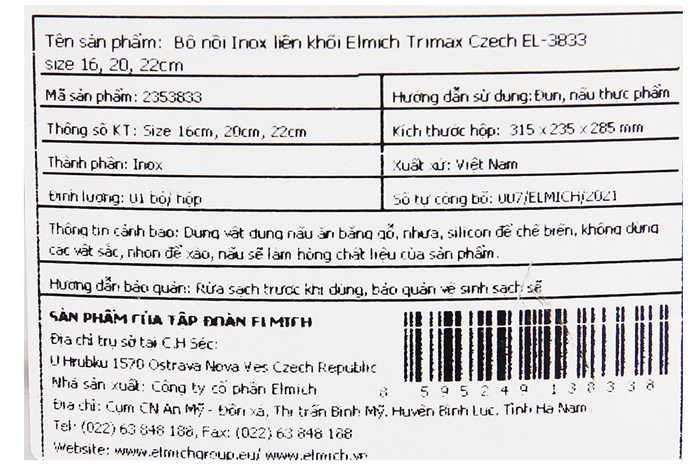 Tên sản phẩm: Bộ nồi Inox liên khối Elmich Trimax Czech EL-3833
size 16, 20, 22cm
Mã sản phẩm: 2353833
Hướng dẫn sử dụng: Đun, nấu thực phẩm
Thông số KT: Size 16cm, 20cm, 22cm
Kích thước hộp: 315 x 235 x 285 mm
Thành phần: Inox
Xuất xứ: Việt Nam
Định lượng: 01 bộ/ hộp
Số tự công bố: 007/ELMICH/2021
Thông tin cảnh báo: Dùng vật dụng nấu ăn bằng gỗ, nhựa, silicon để chế biến, không dùng
các vật sắc, nhọn để xào, nấu sẽ làm hỏng chất liệu của sản phẩm.
Hướng dẫn bảo quản: Rửa sạch trước khi dùng, bảo quản vệ sinh sạch sẽ
SẢN PHẨM CỦA TẬP ĐOÀN ELMICH
Địa chỉ trụ sở tại C.H Séc:
U Hrubku 1570 Ostrava Nova Ves Czech Republic
Nhà sản xuất: Công ty cổ phần Elmich
8 595249 138338
Địa chỉ: Cụm CN An Mỹ - Đồn xá, Thị trấn Bình Mỹ, Huyện Bình Lục, Tỉnh Hà Nam
Tel: (022) 63 848 188, Fax: (022) 63 848 188
Website: www.elmichgroup.eu/ www.elmich.vn